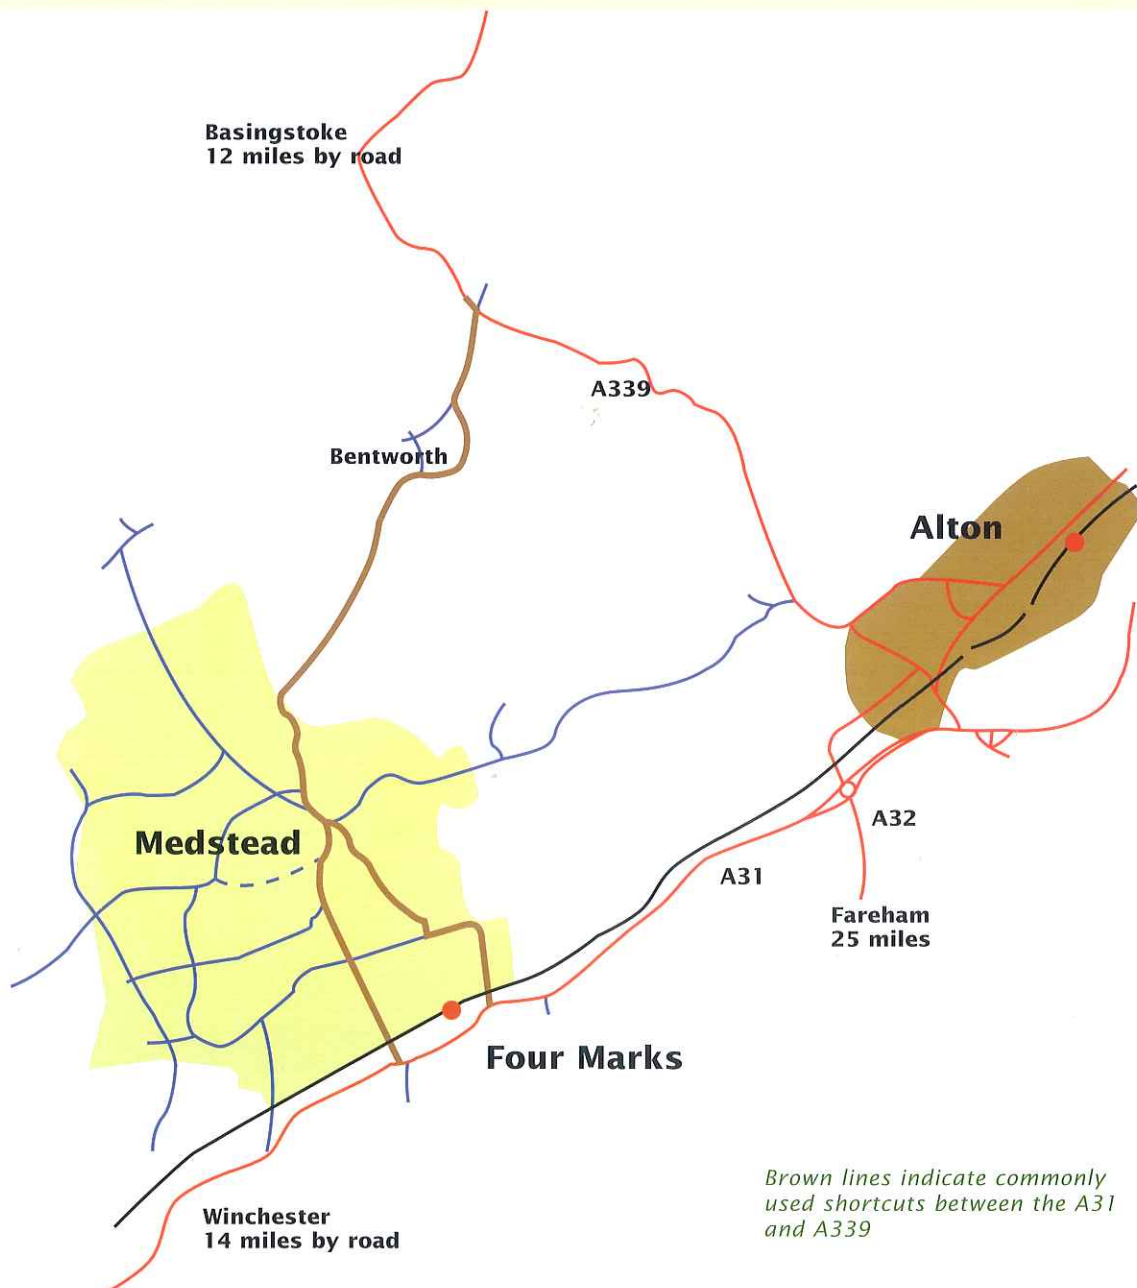 Basingstoke
12 miles by road
A339
Bentworth
Alton
Medstead
A32
A31
Fareham
25 miles
Four Marks
Brown lines indicate commonly
used shortcuts between the A31
and A339
Winchester
14 miles by road